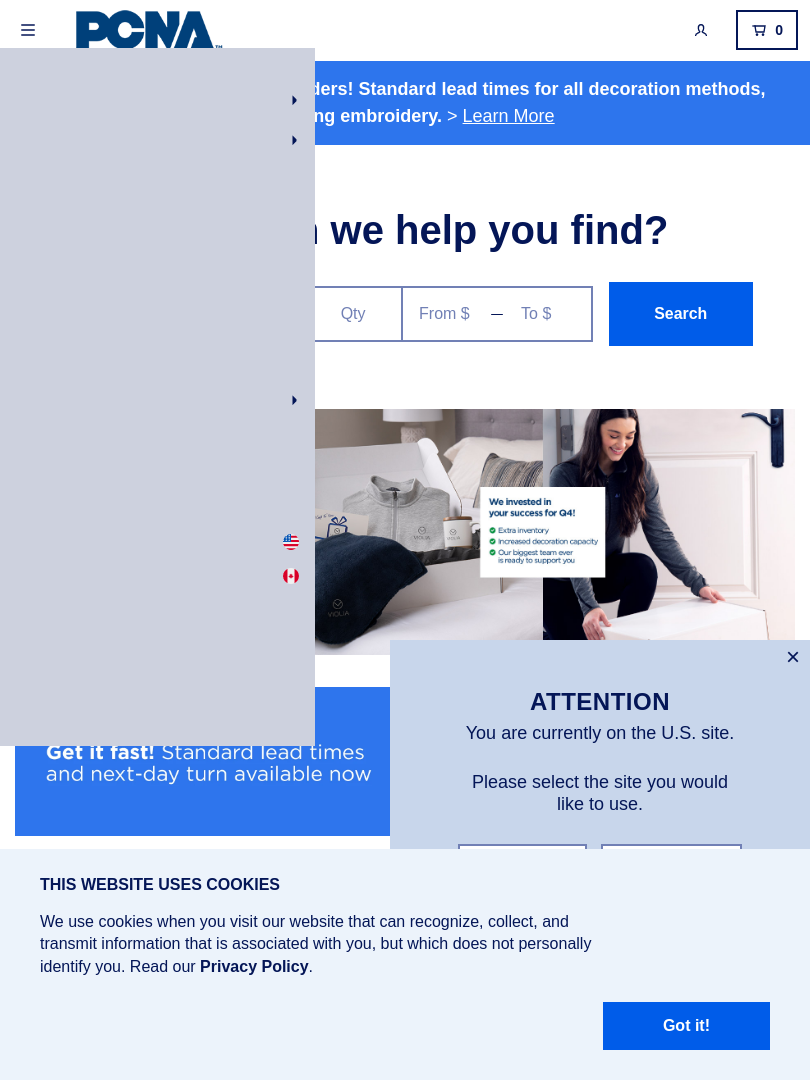 PCNA™
0
ders! Standard lead times for all decoration methods,
ng embroidery. > Learn More
we help you find?
Qty
From $ — To $
Search
We invested in
your success for Q4!
Extra inventory
Increased decoration capacity
Our biggest team ever
is ready to support you
VIOLIA
VIOLIA
VIOLIA
Get it fast! Standard lead times
and next-day turn available now
×
ATTENTION
You are currently on the U.S. site.
Please select the site you would
like to use.
THIS WEBSITE USES COOKIES
We use cookies when you visit our website that can recognize, collect, and
transmit information that is associated with you, but which does not personally
identify you. Read our Privacy Policy.
Got it!